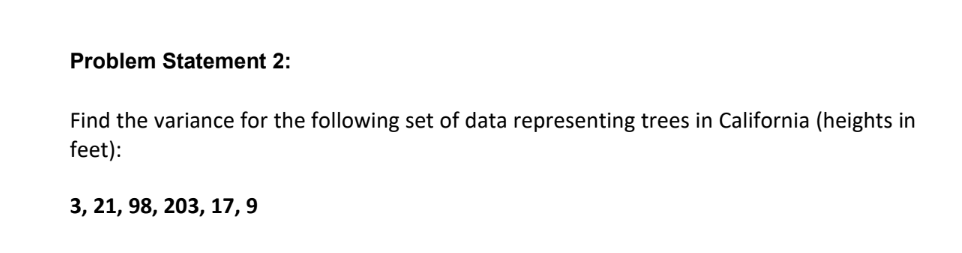 Problem Statement 2:
Find the variance for the following set of data representing trees in California (heights in
feet):
3, 21, 98, 203, 17, 9